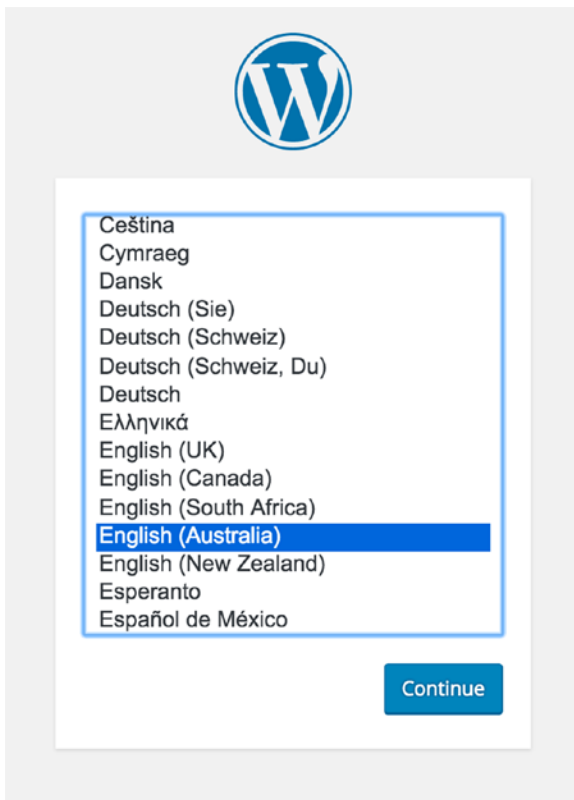 Čeština
Cymraeg
Dansk
Deutsch (Sie)
Deutsch (Schweiz)
Deutsch (Schweiz, Du)
Deutsch
Ελληνικά
English (UK)
English (Canada)
English (South Africa)
English (Australia)
English (New Zealand)
Esperanto
Español de México
Continue